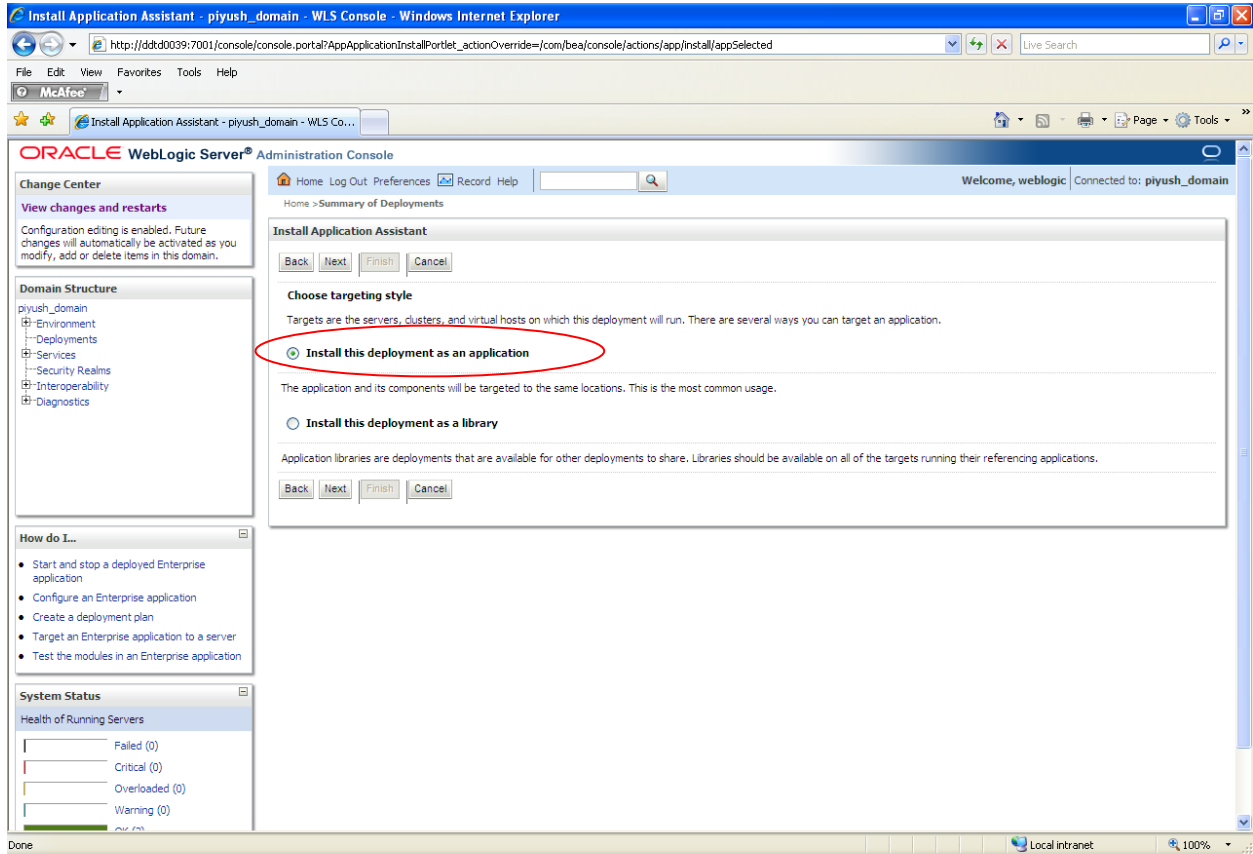 Install Application Assistant - piyush_domain - WLS Console - Windows Internet Explorer
http://ddtd0039:7001/console/console.portal?AppApplicationInstallPortlet_actionOverride=/com/bea/console/actions/app/install/appSelected
Live Search
File Edit View Favorites Tools Help
McAfee
Install Application Assistant - piyush_domain - WLS Co...
Page Tools
ORACLE WebLogic Server® Administration Console
Change Center
View changes and restarts
Configuration editing is enabled. Future
changes will automatically be activated as you
modify, add or delete items in this domain.
Domain Structure
piyush_domain
Environment
Deployments
Services
Security Realms
Interoperability
Diagnostics
How do I...
Start and stop a deployed Enterprise
application
Configure an Enterprise application
Create a deployment plan
Target an Enterprise application to a server
Test the modules in an Enterprise application
System Status
Health of Running Servers
Failed (0)
Critical (0)
Overloaded (0)
Warning (0)
Home Log Out Preferences Record Help
Welcome, weblogic Connected to: piyush_domain
Home >Summary of Deployments
Install Application Assistant
Back Next Finish Cancel
Choose targeting style
Targets are the servers, clusters, and virtual hosts on which this deployment will run. There are several ways you can target an application.
Install this deployment as an application
The application and its components will be targeted to the same locations. This is the most common usage.
Install this deployment as a library
Application libraries are deployments that are available for other deployments to share. Libraries should be available on all of the targets running their referencing applications.
Back Next Finish Cancel
Done
Local intranet
100%